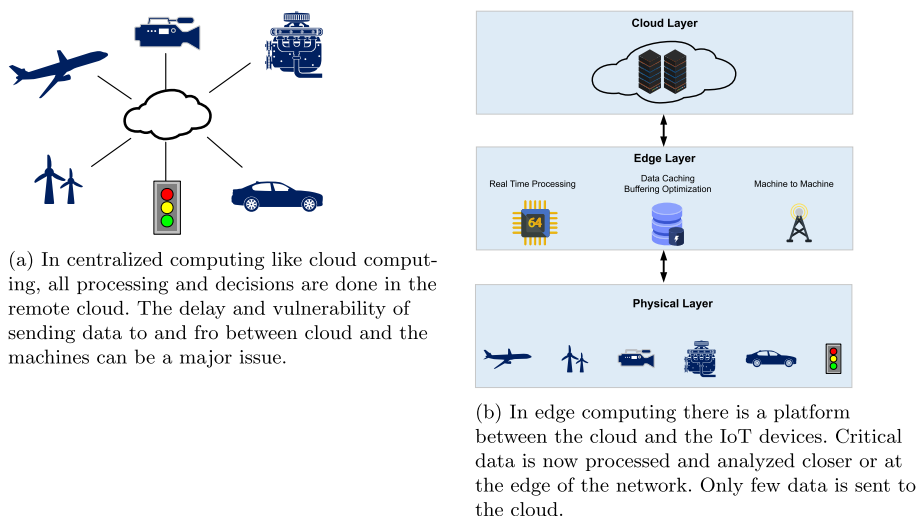 (a) In centralized computing like cloud comput-
ing, all processing and decisions are done in the
remote cloud. The delay and vulnerability of
sending data to and fro between cloud and the
machines can be a major issue.
Cloud Layer
Edge Layer
Real Time Processing
Data Caching
Buffering Optimization
Machine to Machine
64
Physical Layer
(b) In edge computing there is a platform
between the cloud and the IoT devices. Critical
data is now processed and analyzed closer or at
the edge of the network. Only few data is sent to
the cloud.